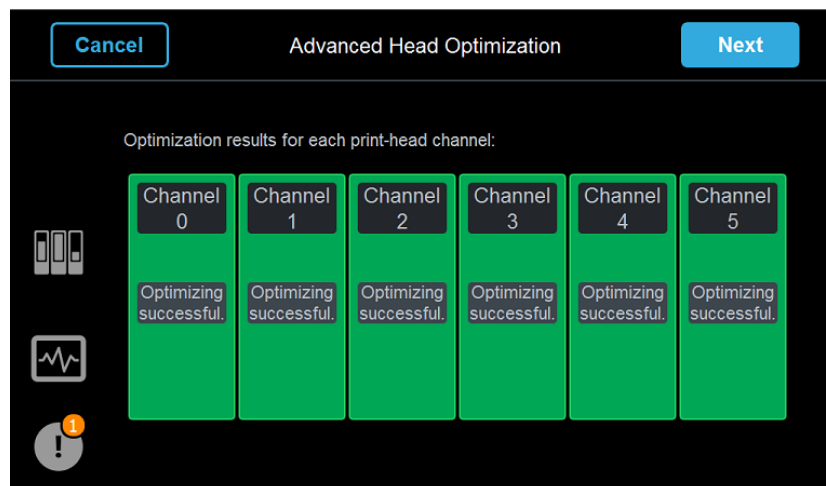 Cancel
Advanced Head Optimization
Next
Optimization results for each print-head channel:
Channel
0
Channel
1
Channel
2
Channel
3
Channel
4
Channel
5
Optimizing
successful.
Optimizing
successful.
Optimizing
successful.
Optimizing
successful.
Optimizing
successful.
Optimizing
successful.
!
1